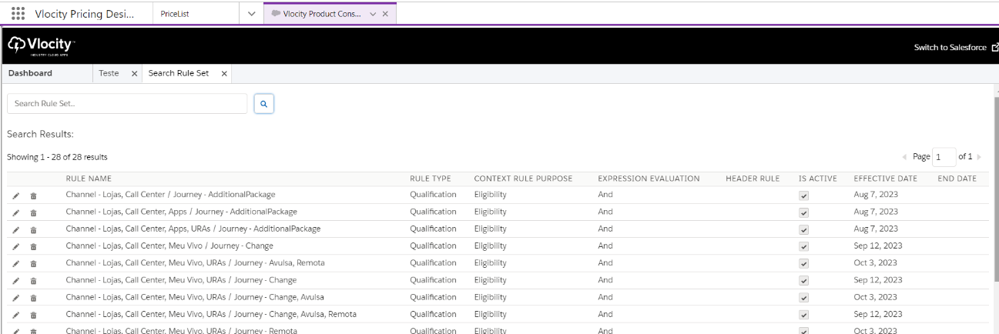 Vlocity Pricing Desi... PriceList Vlocity Product Cons...
Vlocity
INDUSTRY CLOUD APPS
Switch to Salesforce
Dashboard Teste Search Rule Set
Search Rule Set..
Search Results:
Showing 1 - 28 of 28 results Page 1 of 1
RULE NAME RULE TYPE CONTEXT RULE PURPOSE EXPRESSION EVALUATION HEADER RULE IS ACTIVE EFFECTIVE DATE END DATE
Channel - Lojas, Call Center / Journey - AdditionalPackage Qualification Eligibility And Aug 7, 2023
Channel - Lojas, Call Center, Apps / Journey - AdditionalPackage Qualification Eligibility And Aug 7, 2023
Channel - Lojas, Call Center, Apps, URAs / Journey - AdditionalPackage Qualification Eligibility And Aug 7, 2023
Channel - Lojas, Call Center, Meu Vivo / Journey - Change Qualification Eligibility And Sep 12, 2023
Channel - Lojas, Call Center, Meu Vivo, URAs / Journey - Avulsa, Remota Qualification Eligibility And Oct 3, 2023
Channel - Lojas, Call Center, Meu Vivo, URAs / Journey - Change Qualification Eligibility And Sep 12, 2023
Channel - Lojas, Call Center, Meu Vivo, URAs / Journey - Change, Avulsa Qualification Eligibility And Oct 3, 2023
Channel - Lojas, Call Center, Meu Vivo, URAs / Journey - Change, Avulsa, Remota Qualification Eligibility And Sep 12, 2023
Channel - Lojas, Call Center, Meu Vivo, URAs / Journey - Remota Qualification Eligibility And Oct 3, 2023